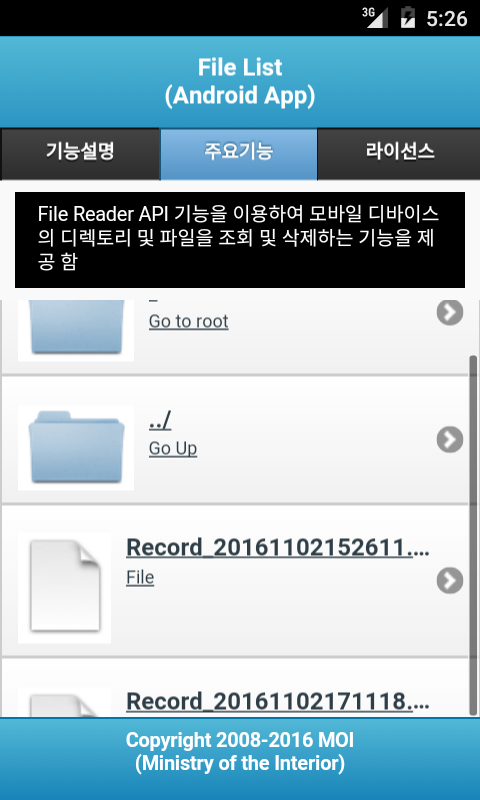 3G 5:26
File List
(Android App)
기능설명 주요기능 라이선스
File Reader API 기능을 이용하여 모바일 디바이스
의 디렉토리 및 파일을 조회 및 삭제하는 기능을 제
공 함
Go to root
../
Go Up
Record_20161102152611....
File
Record_20161102171118....
Copyright 2008-2016 MOI
(Ministry of the Interior)